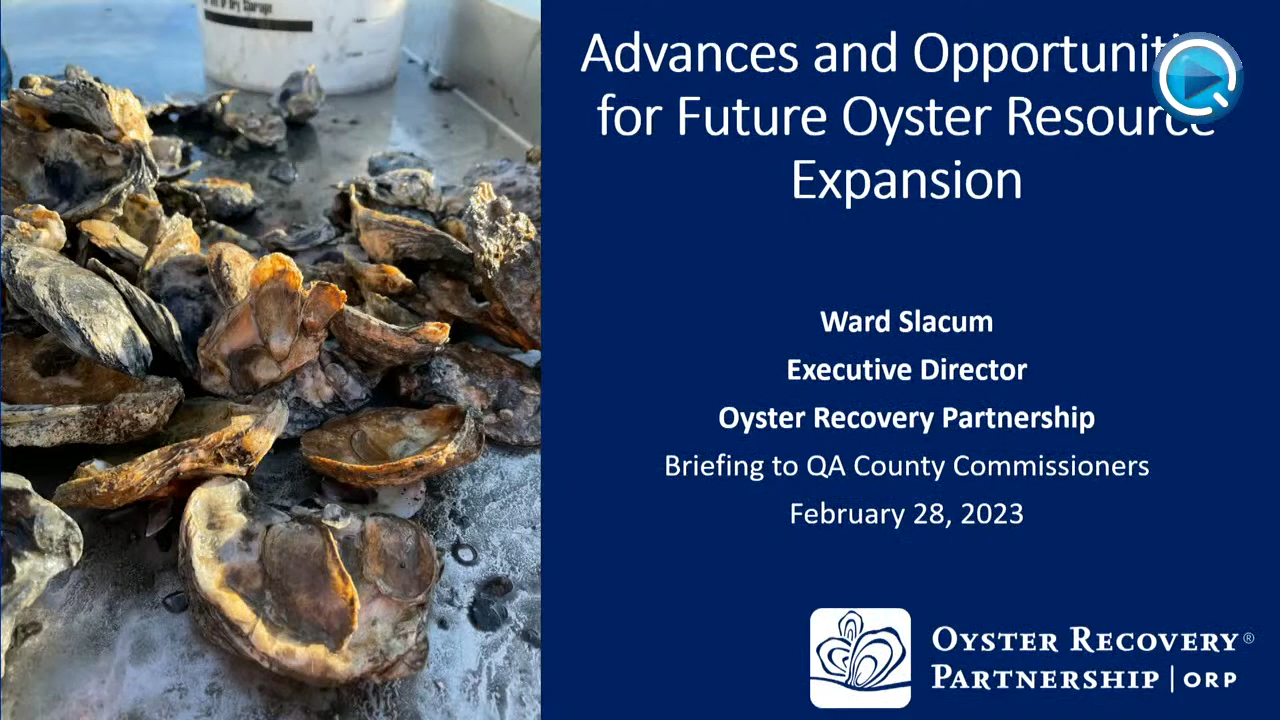 Advances and Opportuniti
for Future Oyster Resource
Expansion
Ward Slacum
Executive Director
Oyster Recovery Partnership
Briefing to QA County Commissioners
February 28, 2023
OYSTER RECOVERY®
PARTNERSHIP | ORP